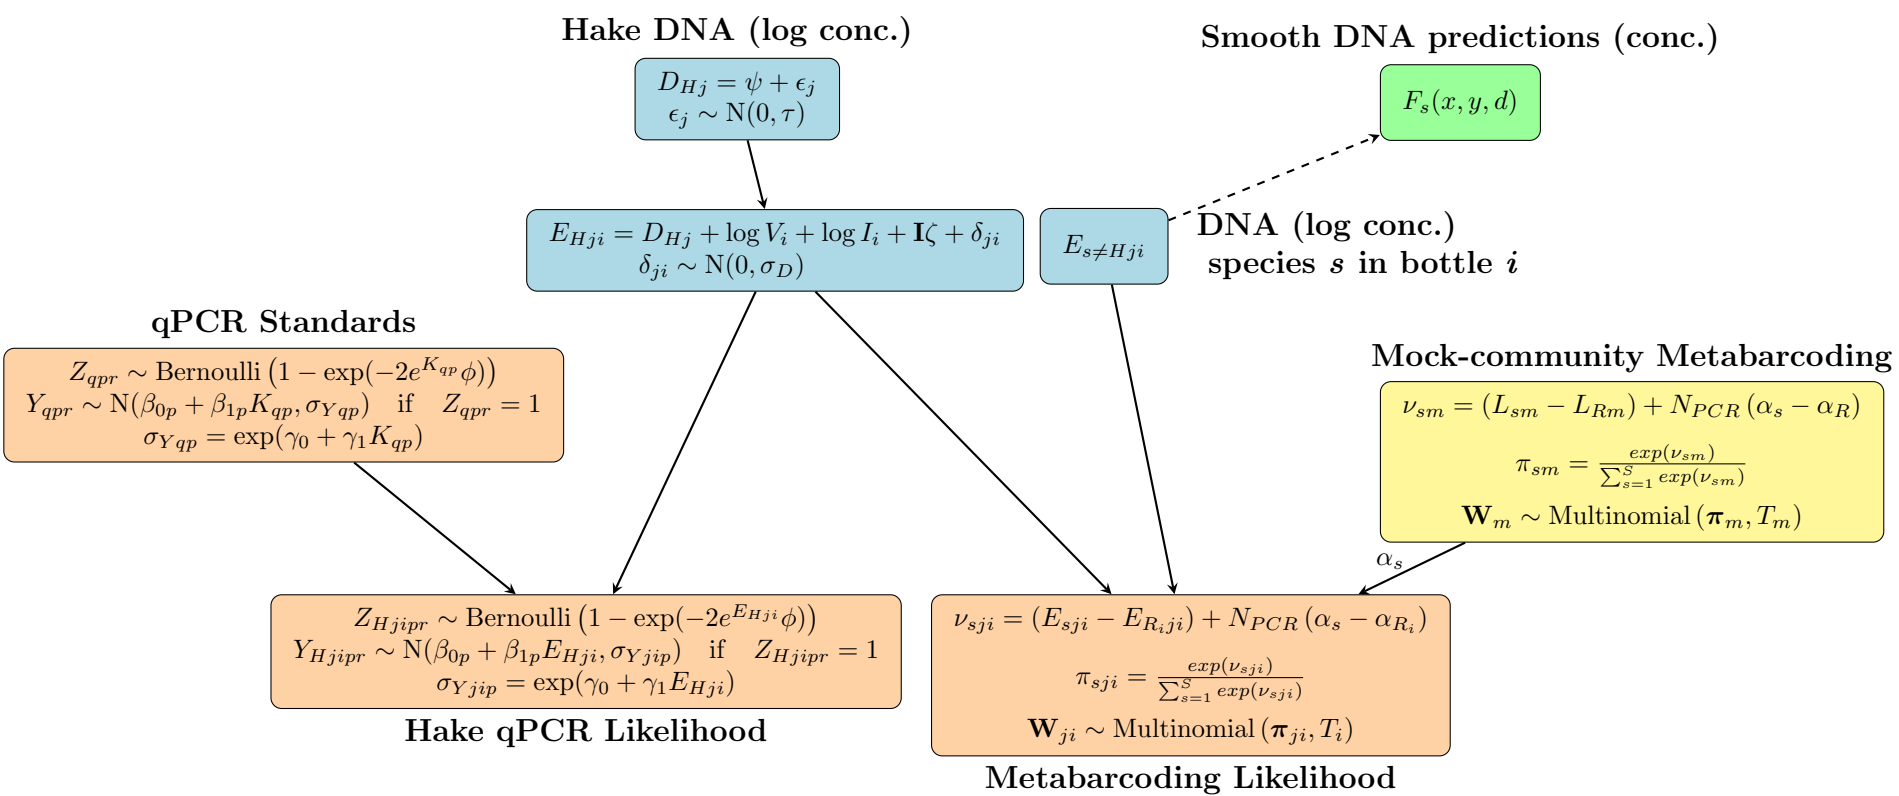 Hake DNA (log conc.)
D_{Hj} = ψ + ϵ_j
ϵ_j ∼ N(0, τ)
Smooth DNA predictions (conc.)
F_s(x, y, d)
E_{Hji} = D_{Hj} + log V_i + log I_i + 𝐈ζ + δ_{ji}
δ_{ji} ∼ N(0, σ_D)
E_{s≠Hji}
DNA (log conc.)
species s in bottle i
qPCR Standards
Z_{qpr} ∼ Bernoulli (1 − exp(−2e^{K_{qp}}ϕ))
Y_{qpr} ∼ N(β_{0p} + β_{1p}K_{qp}, σ_{Yqp}) if Z_{qpr} = 1
σ_{Yqp} = exp(γ_0 + γ_1K_{qp})
Mock-community Metabarcoding
ν_{sm} = (L_{sm} − L_{Rm}) + N_{PCR} (α_s − α_R)
π_{sm} = \frac{exp(ν_{sm})}{∑_{s=1}^{S} exp(ν_{sm})}
𝐖_m ∼ Multinomial (𝝅_m, T_m)
α_s
Z_{Hjipr} ∼ Bernoulli (1 − exp(−2e^{E_{Hji}}ϕ))
Y_{Hjipr} ∼ N(β_{0p} + β_{1p}E_{Hji}, σ_{Yjip}) if Z_{Hjipr} = 1
σ_{Yjip} = exp(γ_0 + γ_1E_{Hji})
Hake qPCR Likelihood
ν_{sji} = (E_{sji} − E_{R_iji}) + N_{PCR} (α_s − α_{R_i})
π_{sji} = \frac{exp(ν_{sji})}{∑_{s=1}^{S} exp(ν_{sji})}
𝐖_{ji} ∼ Multinomial (𝝅_{ji}, T_i)
Metabarcoding Likelihood